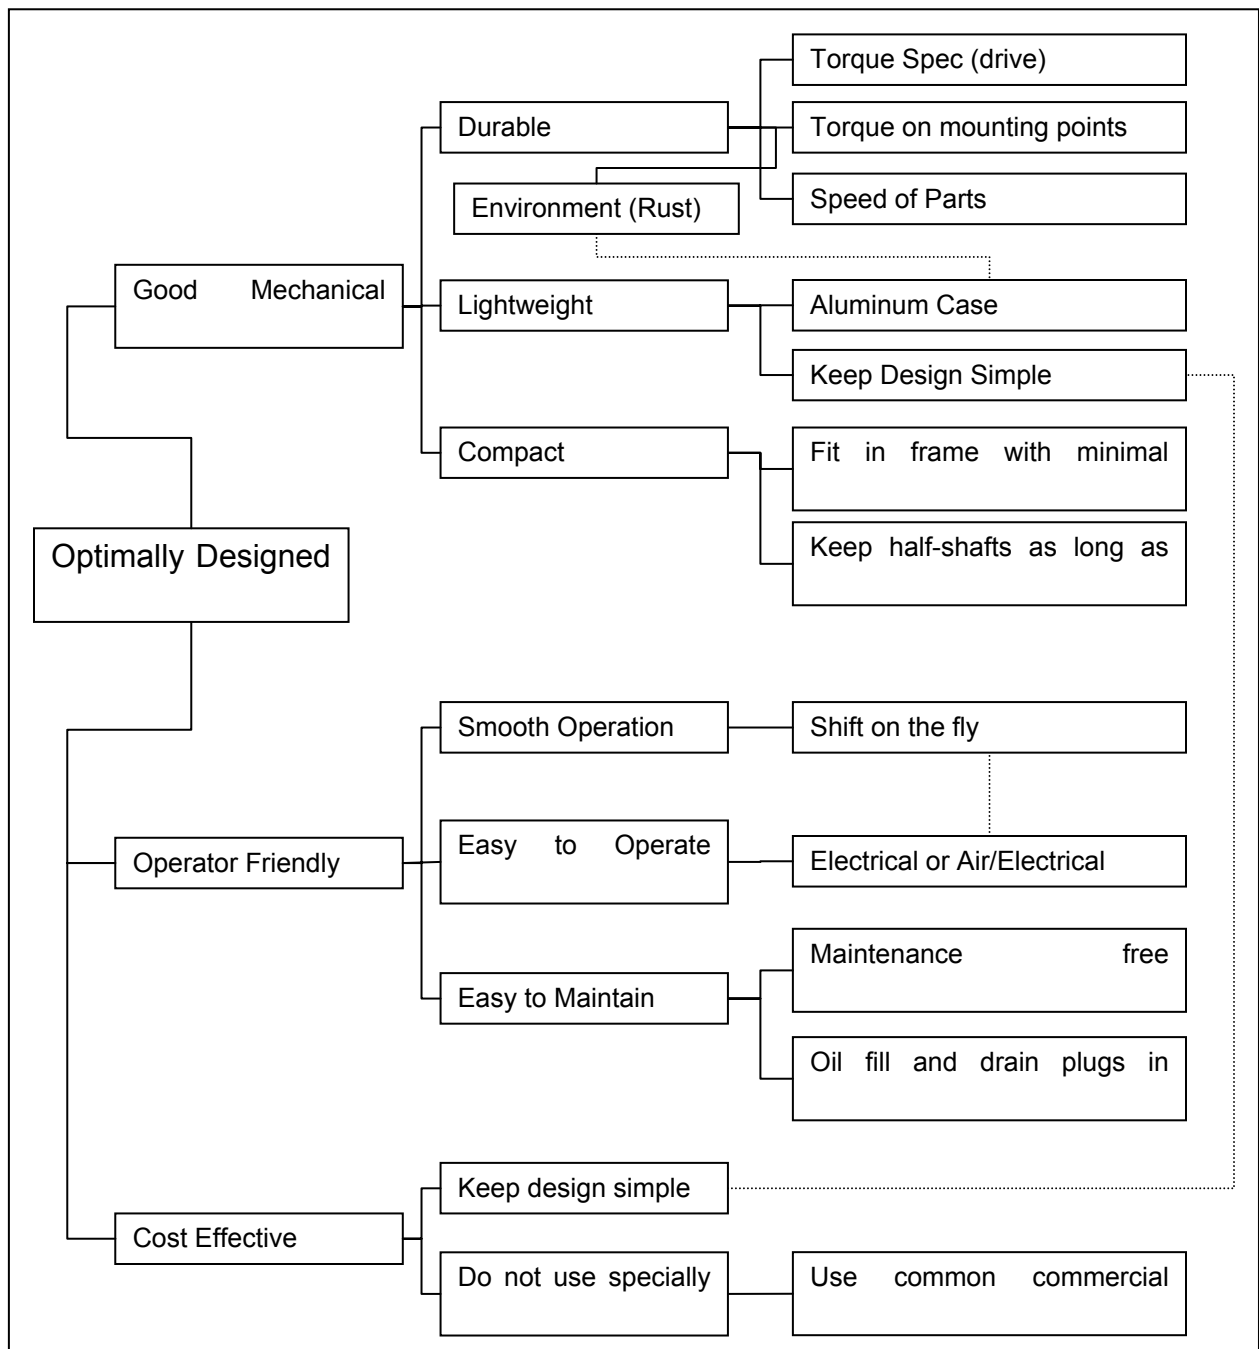 Torque Spec (drive)
Durable
Torque on mounting points
Environment (Rust)
Speed of Parts
Good Mechanical
Lightweight
Aluminum Case
Keep Design Simple
Compact
Fit in frame with minimal
Optimally Designed
Keep half-shafts as long as
Smooth Operation
Shift on the fly
Operator Friendly
Easy to Operate
Electrical or Air/Electrical
Easy to Maintain
Maintenance free
Oil fill and drain plugs in
Cost Effective
Keep design simple
Do not use specially
Use common commercial